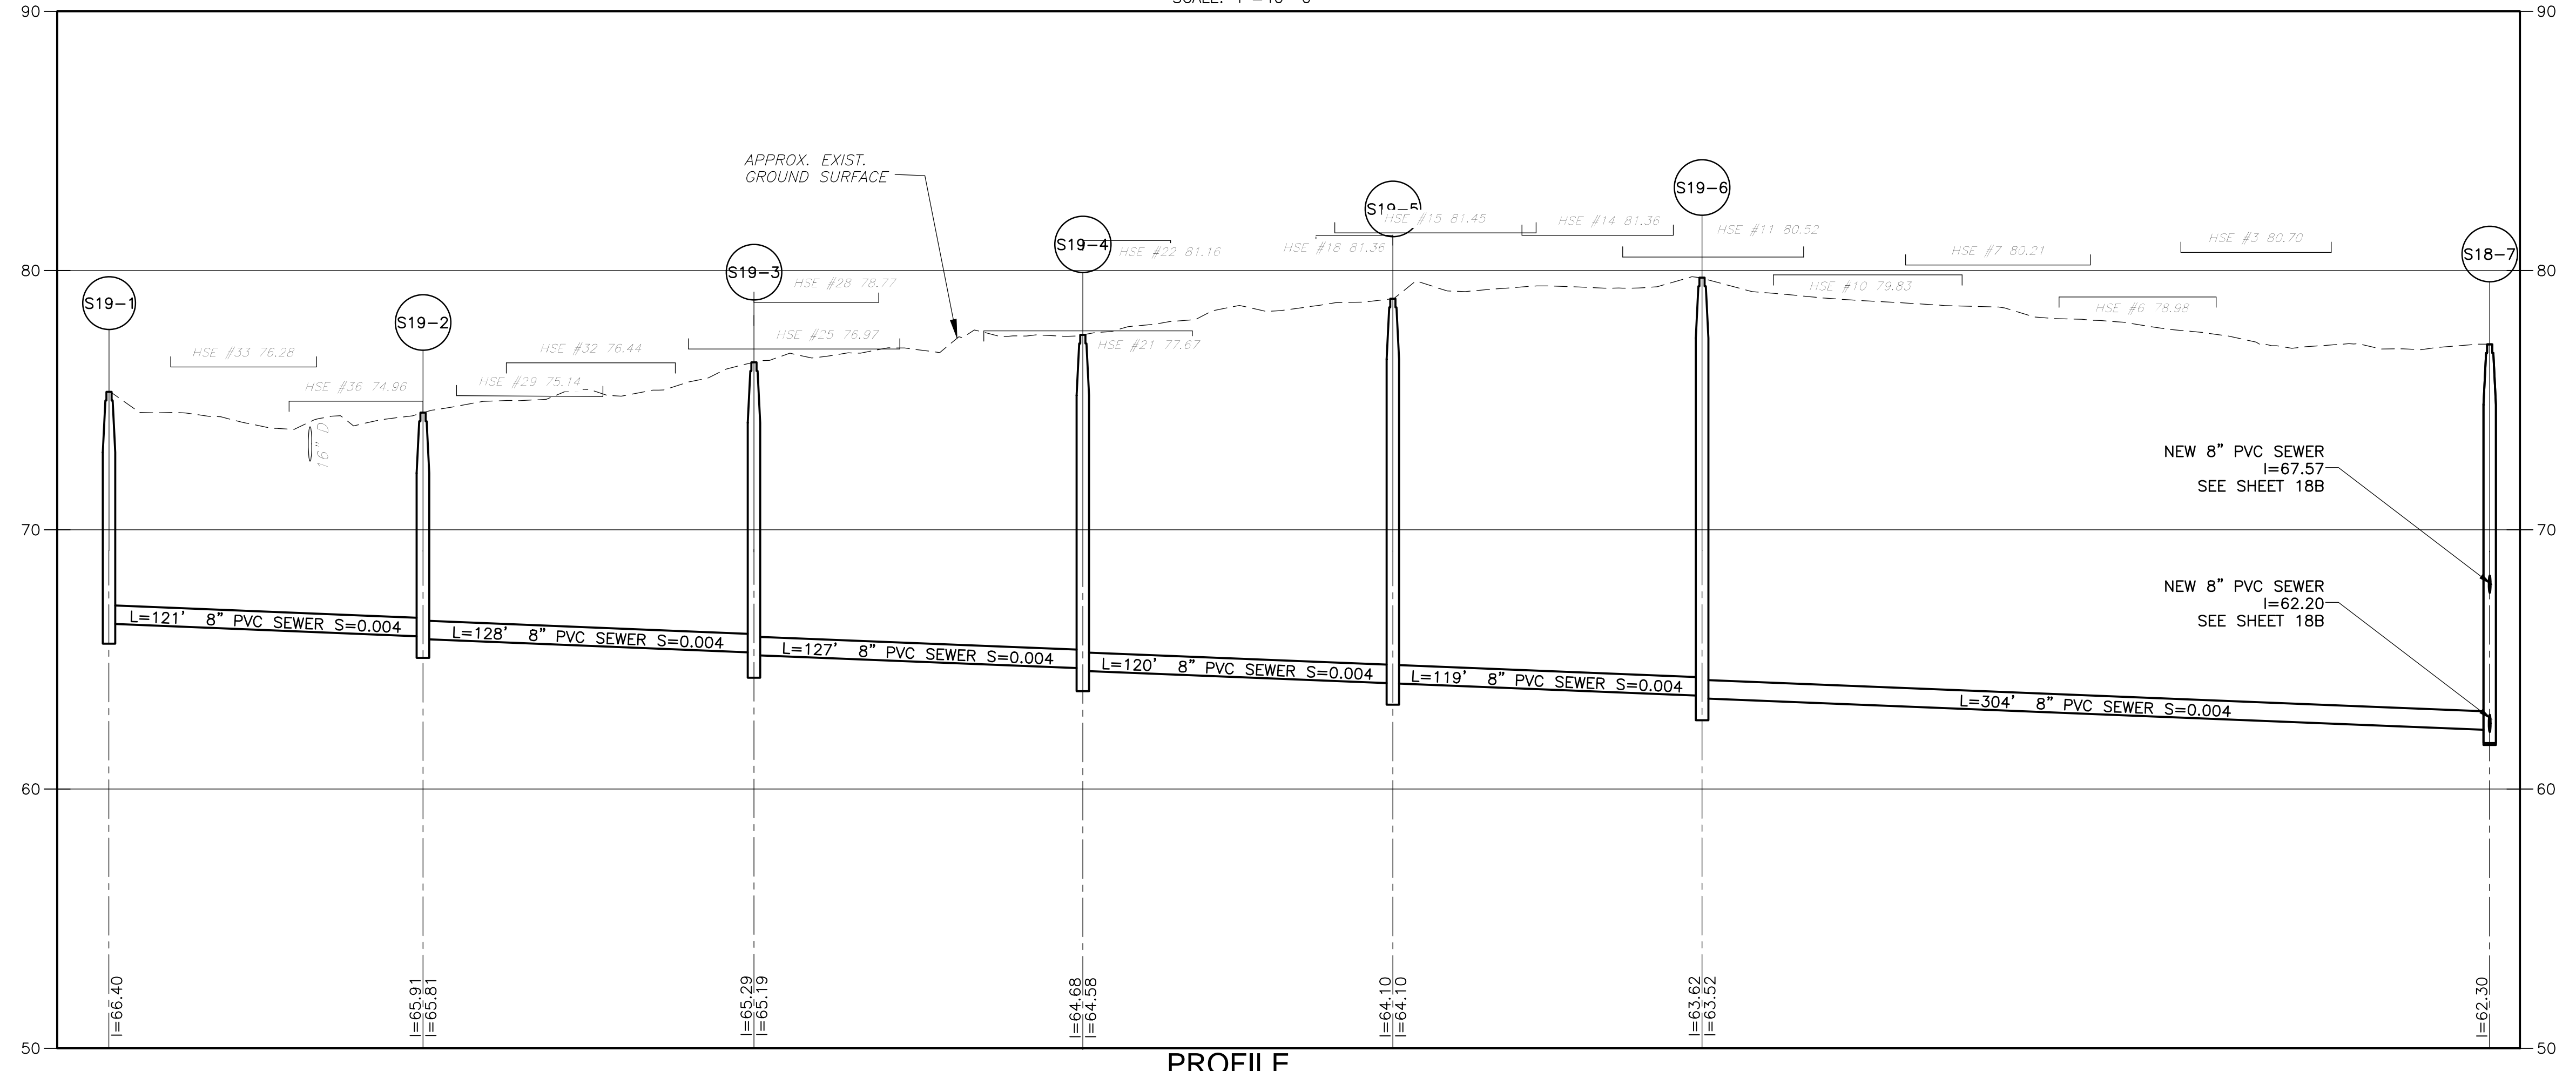 90
90
APPROX. EXIST.
GROUND SURFACE
S19-6
S19-5
HSE #15 81.45
HSE #14 81.36
HSE #11 80.52
S19-4
HSE #22 81.16
HSE #18 81.36
HSE #7 80.21
HSE #3 80.70
S18-7
80
80
S19-3
HSE #28 78.77
HSE #10 79.83
S19-1
HSE #6 78.98
S19-2
HSE #25 76.97
HSE #21 77.67
HSE #33 76.28
HSE #32 76.44
HSE #36 74.96
HSE #29 75.14
16" D
NEW 8" PVC SEWER
I=67.57
SEE SHEET 18B
70
70
NEW 8" PVC SEWER
I=62.20
SEE SHEET 18B
L=121' 8" PVC SEWER S=0.004
L=128' 8" PVC SEWER S=0.004
L=127' 8" PVC SEWER S=0.004
L=120' 8" PVC SEWER S=0.004
L=119' 8" PVC SEWER S=0.004
L=304' 8" PVC SEWER S=0.004
60
60
I=66.40
I=65.91
I=65.81
I=65.29
I=65.19
I=64.68
I=64.58
I=64.10
I=64.10
I=63.62
I=63.52
I=62.30
50
50
PROFILE